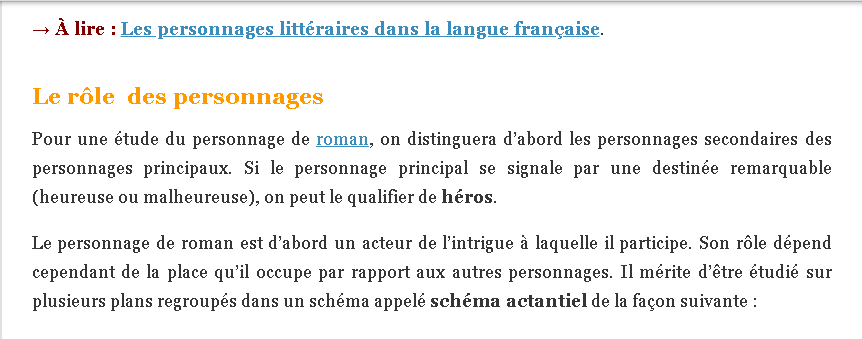 → À lire : Les personnages littéraires dans la langue française.
Le rôle  des personnages
Pour une étude du personnage de roman, on distinguera d’abord les personnages secondaires des
personnages principaux. Si le personnage principal se signale par une destinée remarquable
(heureuse ou malheureuse), on peut le qualifier de héros.
Le personnage de roman est d’abord un acteur de l’intrigue à laquelle il participe. Son rôle dépend
cependant de la place qu’il occupe par rapport aux autres personnages. Il mérite d’être étudié sur
plusieurs plans regroupés dans un schéma appelé schéma actantiel de la façon suivante :